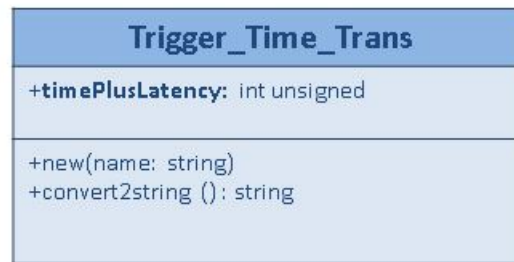 Trigger_Time_Trans
+timePlusLatency: int unsigned
+new(name: string)
+convert2string (): string